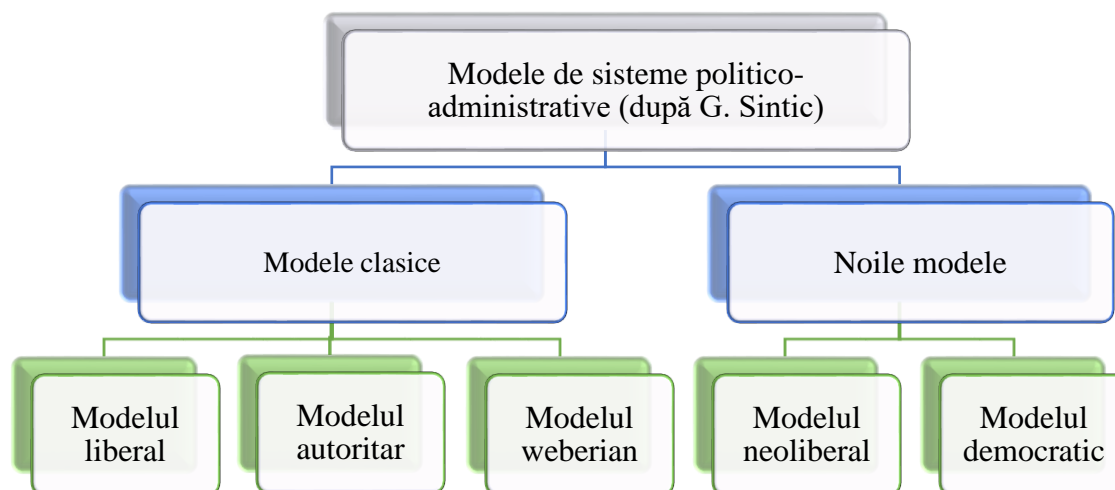 Modele de sisteme politico-
administrative (după G. Sintic)
Modele clasice
Noile modele
Modelul
liberal
Modelul
autoritar
Modelul
weberian
Modelul
neoliberal
Modelul
democratic